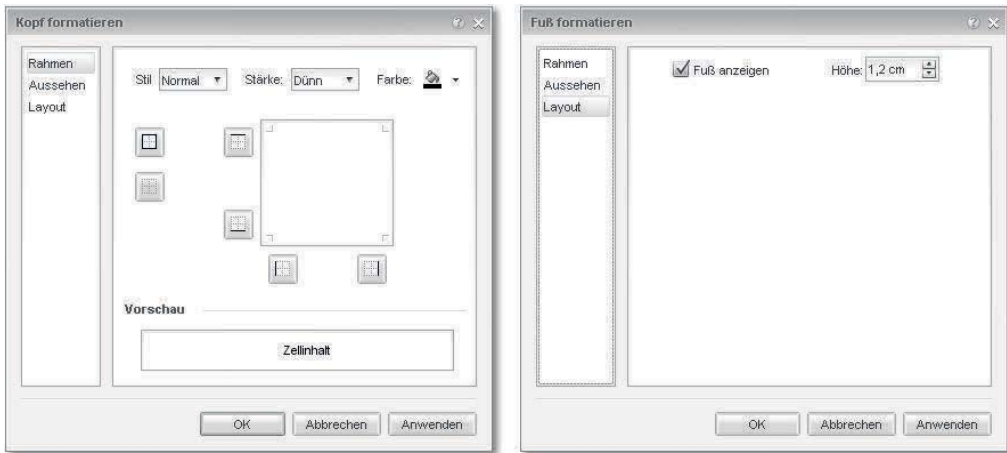 Kopf formatieren
Rahmen
Aussehen
Layout
Stil Normal Stärke: Dünn Farbe:
Vorschau
Zellinhalt
OK Abbrechen Anwenden
Fuß formatieren
Rahmen
Aussehen
Layout
Fuß anzeigen Höhe: 1,2 cm
OK Abbrechen Anwenden